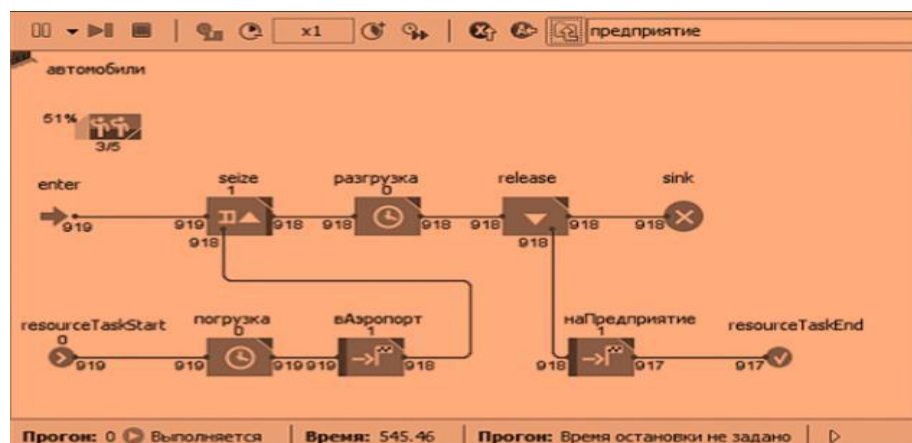 x1 предприятие
автомобили
51%
3/5
enter seize разгрузка release sink
1 0
919 919 918 918 918 918 918 918
918 918
resourceTaskStart погрузка вАэропорт наПредприятие resourceTaskEnd
0 0 1 1
919 919 919 919 918 918 917 917
Прогон: 0 Выполняется Время: 545.46 Прогон: Время остановки не задано